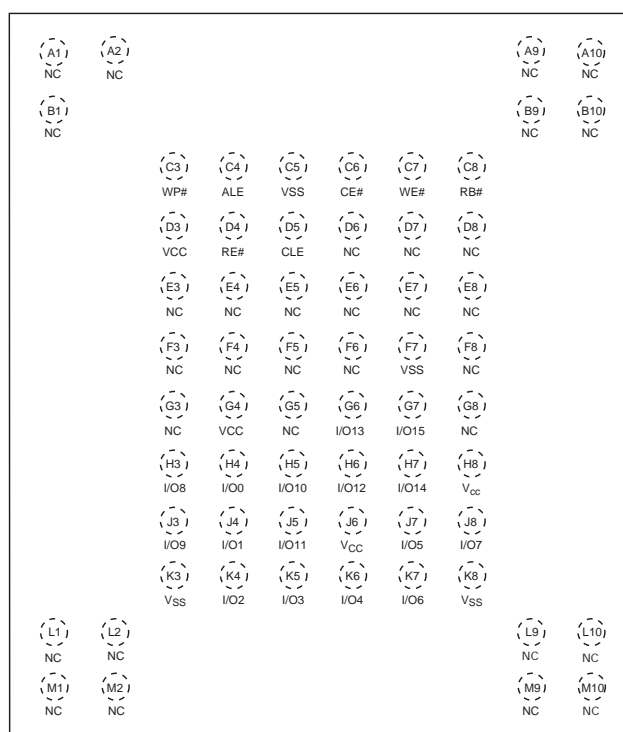 A1 A2 A9 A10
NC NC NC NC
B1 B9 B10
NC NC NC
C3 C4 C5 C6 C7 C8
WP# ALE VSS CE# WE# RB#
D3 D4 D5 D6 D7 D8
VCC RE# CLE NC NC NC
E3 E4 E5 E6 E7 E8
NC NC NC NC NC NC
F3 F4 F5 F6 F7 F8
NC NC NC NC VSS NC
G3 G4 G5 G6 G7 G8
NC VCC NC I/O13 I/O15 NC
H3 H4 H5 H6 H7 H8
I/O8 I/O0 I/O10 I/O12 I/O14 Vcc
J3 J4 J5 J6 J7 J8
I/O9 I/O1 I/O11 VCC I/O5 I/O7
K3 K4 K5 K6 K7 K8
VSS I/O2 I/O3 I/O4 I/O6 VSS
L1 L2 L9 L10
NC NC NC NC
M1 M2 M9 M10
NC NC NC NC